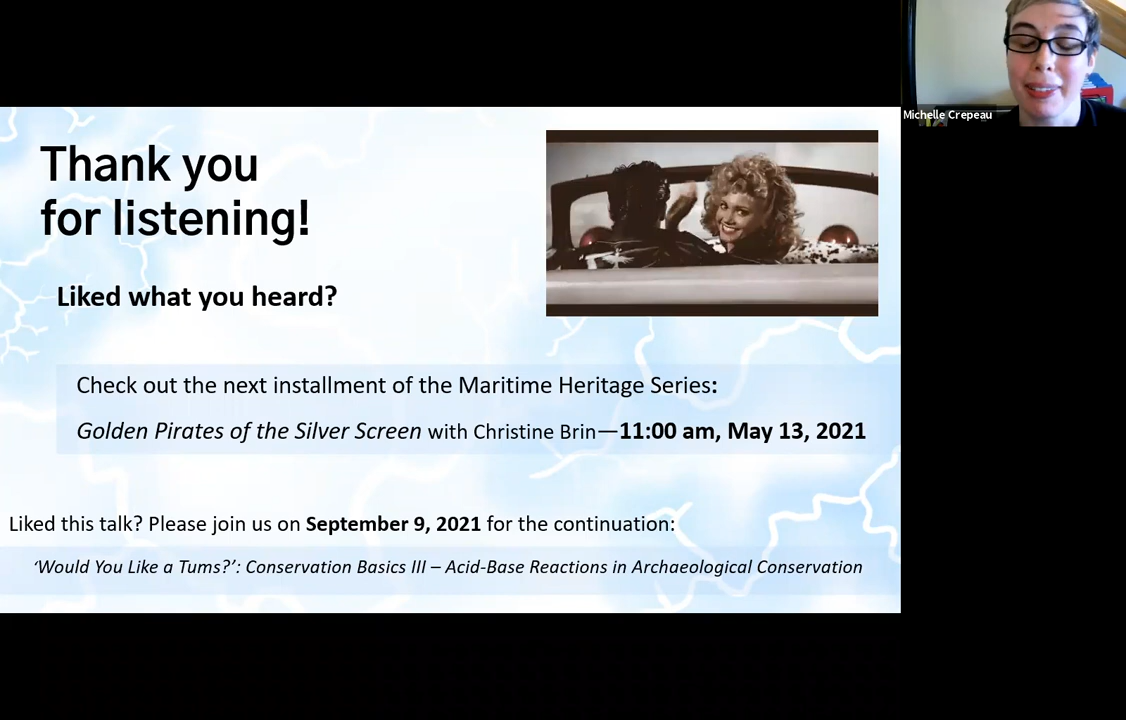 Michelle Crepeau
Thank you
for listening!
Liked what you heard?
Check out the next installment of the Maritime Heritage Series:
Golden Pirates of the Silver Screen with Christine Brin—11:00 am, May 13, 2021
Liked this talk? Please join us on September 9, 2021 for the continuation:
‘Would You Like a Tums?’: Conservation Basics III – Acid-Base Reactions in Archaeological Conservation